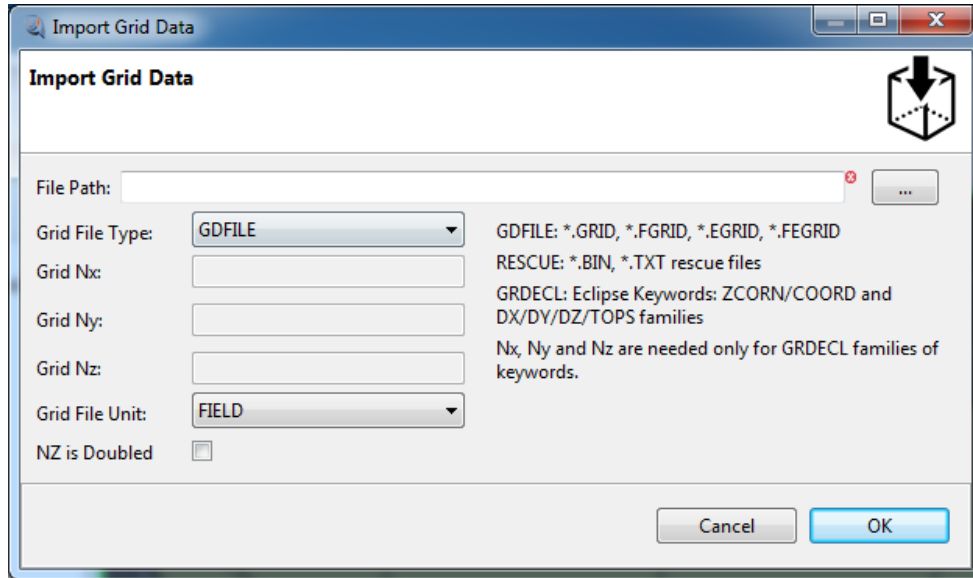 Import Grid Data
Import Grid Data
File Path:
...
Grid File Type:
GDFILE
GDFILE: *.GRID, *.FGRID, *.EGRID, *.FEGRID
Grid Nx:
RESCUE: *.BIN, *.TXT rescue files
GRDECL: Eclipse Keywords: ZCORN/COORD and
DX/DY/DZ/TOPS families
Grid Ny:
Nx, Ny and Nz are needed only for GRDECL families of
keywords.
Grid Nz:
Grid File Unit:
FIELD
NZ is Doubled
Cancel
OK